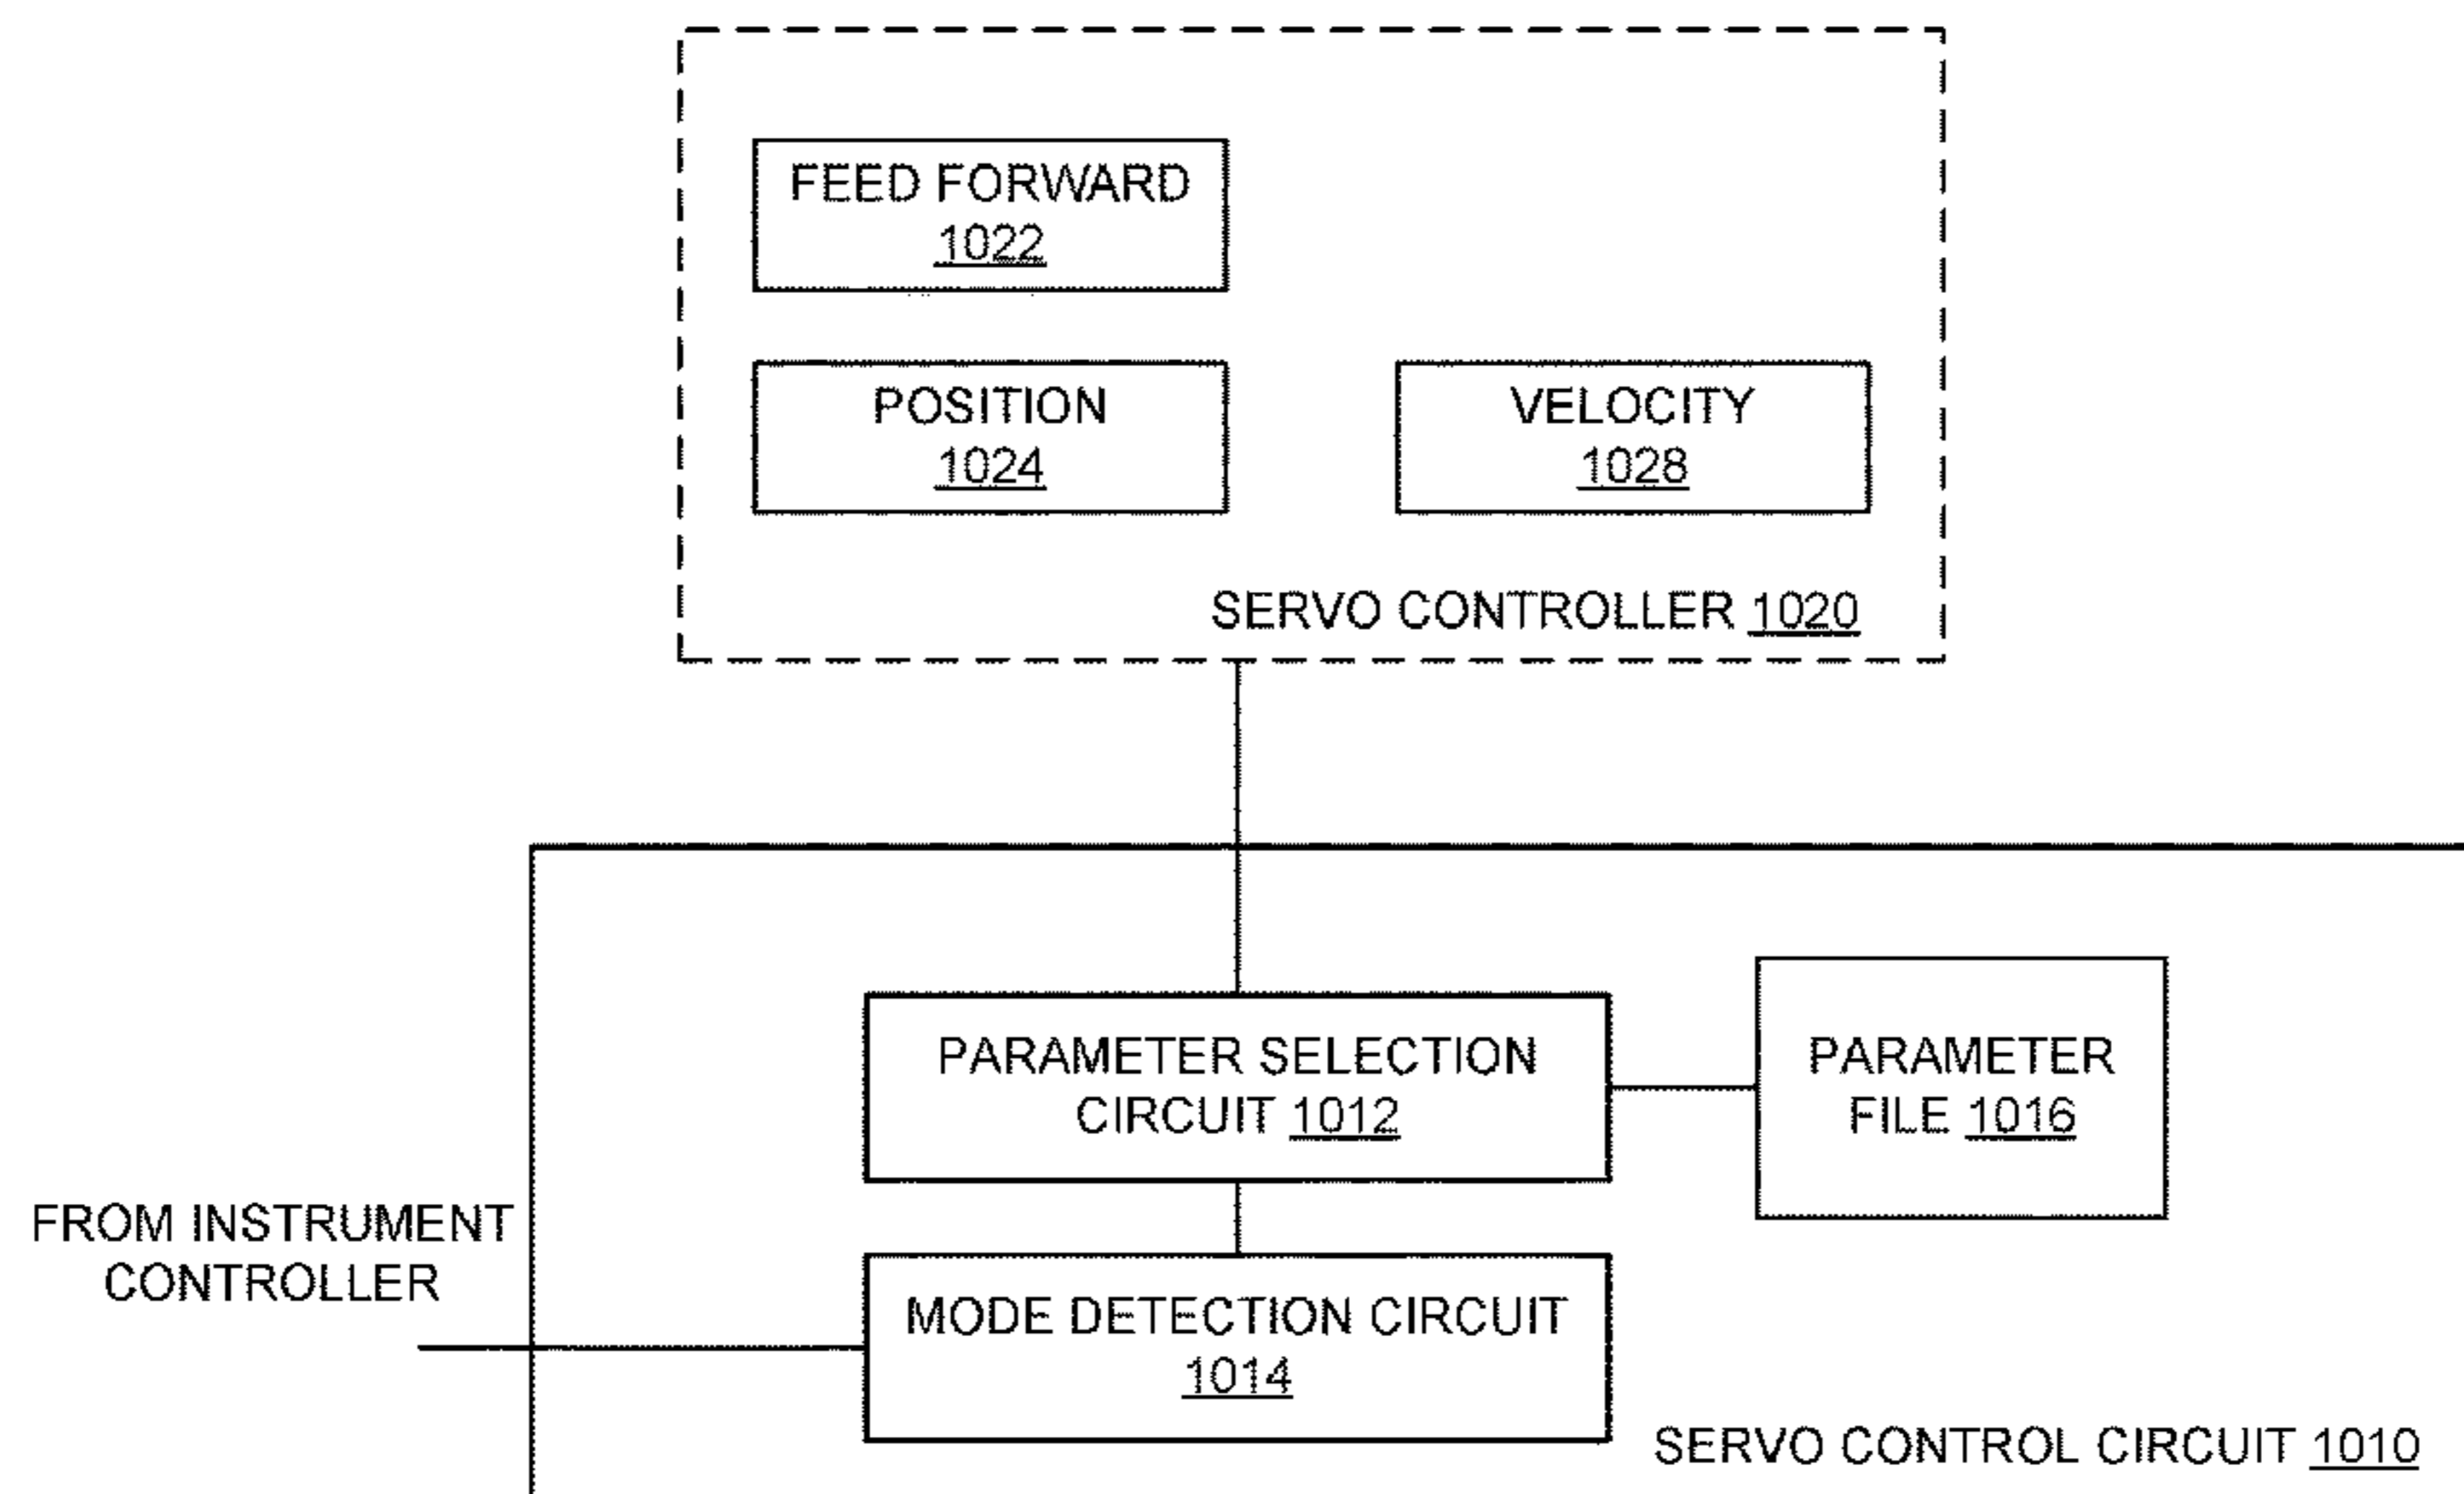 FEED FORWARD
1022
POSITION
1024
VELOCITY
1028
SERVO CONTROLLER 1020
PARAMETER SELECTION
CIRCUIT 1012
PARAMETER
FILE 1016
FROM INSTRUMENT
CONTROLLER
MODE DETECTION CIRCUIT
1014
SERVO CONTROL CIRCUIT 1010